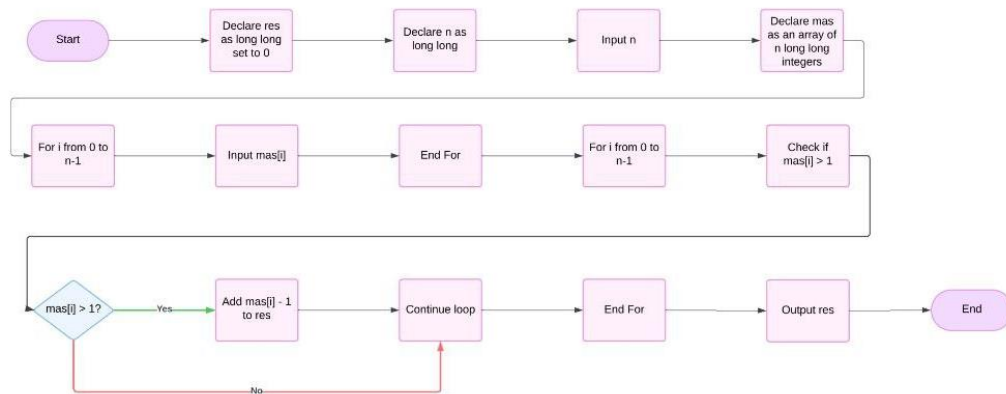 Start
Declare res
as long long
set to 0
Declare n as
long long
Input n
Declare mas
as an array of
n long long
integers
For i from 0 to
n-1
Input mas[i]
End For
For i from 0 to
n-1
Check if
mas[i] > 1
mas[i] > 1?
Yes
Add mas[i] - 1
to res
Continue loop
End For
Output res
End
No